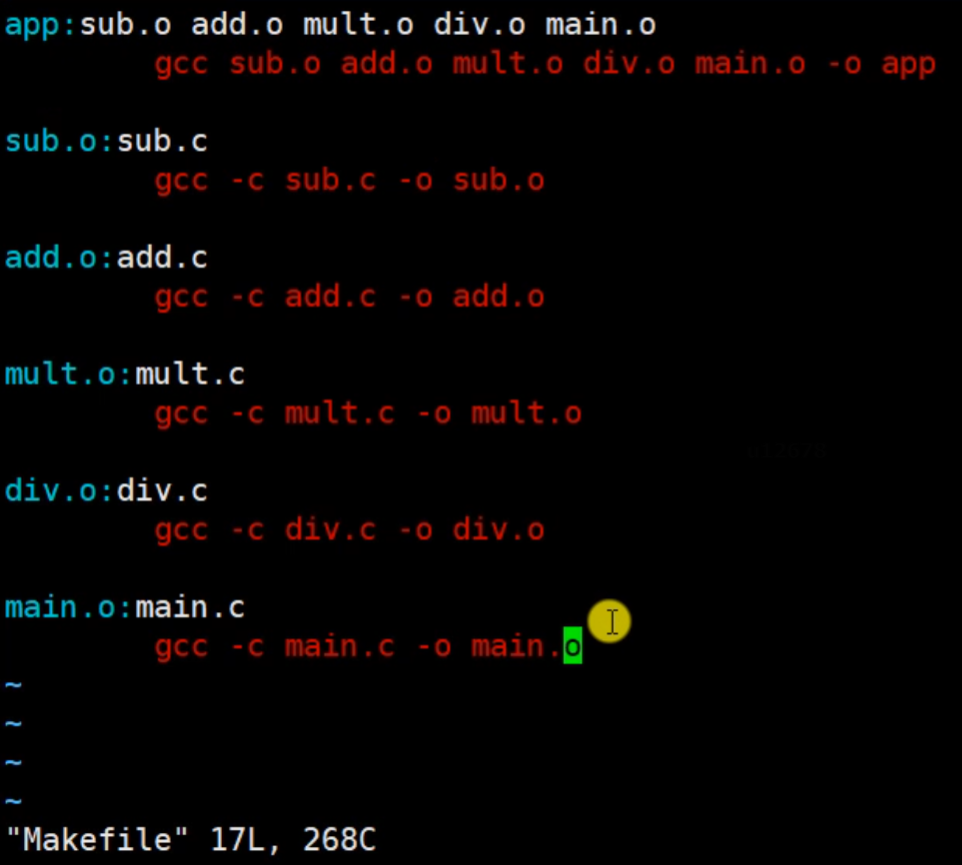 app:sub.o add.o mult.o div.o main.o
        gcc sub.o add.o mult.o div.o main.o -o app

sub.o:sub.c
        gcc -c sub.c -o sub.o

add.o:add.c
        gcc -c add.c -o add.o

mult.o:mult.c
        gcc -c mult.c -o mult.o

div.o:div.c
        gcc -c div.c -o div.o

main.o:main.c
        gcc -c main.c -o main.o
~
~
~
~
"Makefile" 17L, 268C